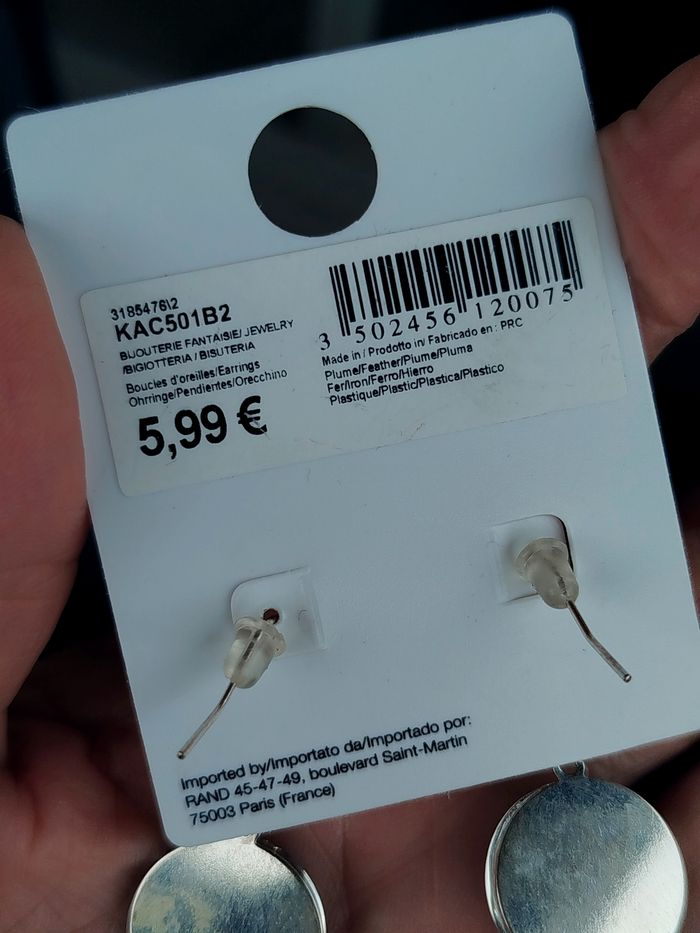 3185476\2
KAC501B2
BIJOUTERIE FANTAISIE/ JEWELRY
/BIGIOTTERIA / BISUTERIA
Boucles d'oreilles/Earrings
Ohrringe/Pendientes/Orecchino
5,99 €
3 502456 120075
Made in / Prodotto in/ Fabricado en : PRC
Plume/Feather/Piume/Pluma
Fer/Iron/Ferro/Hierro
Plastique/Plastic/Plastica/Plastico
Imported by/Importato da/Importado por:
RAND 45-47-49, boulevard Saint-Martin
75003 Paris (France)